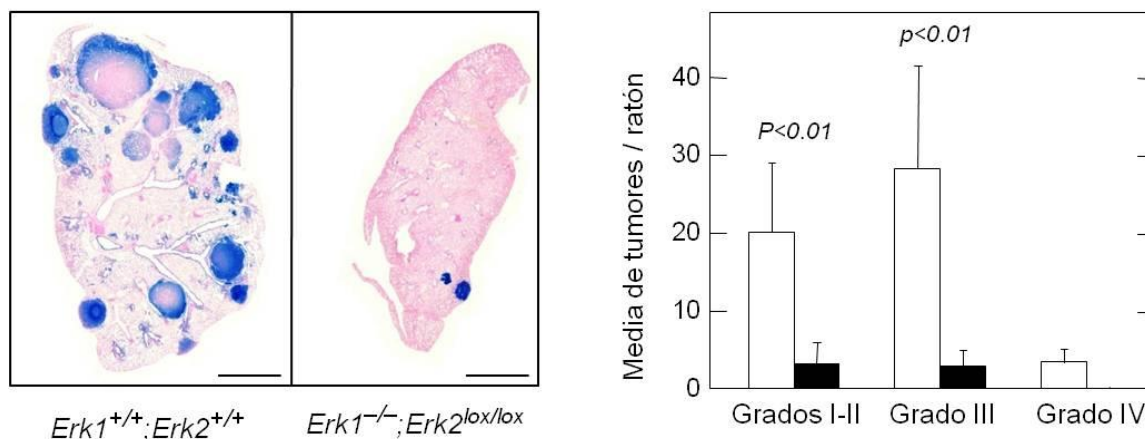 Erk1+/+;Erk2+/+
Erk1–/–;Erk2lox/lox
Media de tumores / ratón
40
30
20
10
0
P<0.01
p<0.01
Grados I-II
Grado III
Grado IV